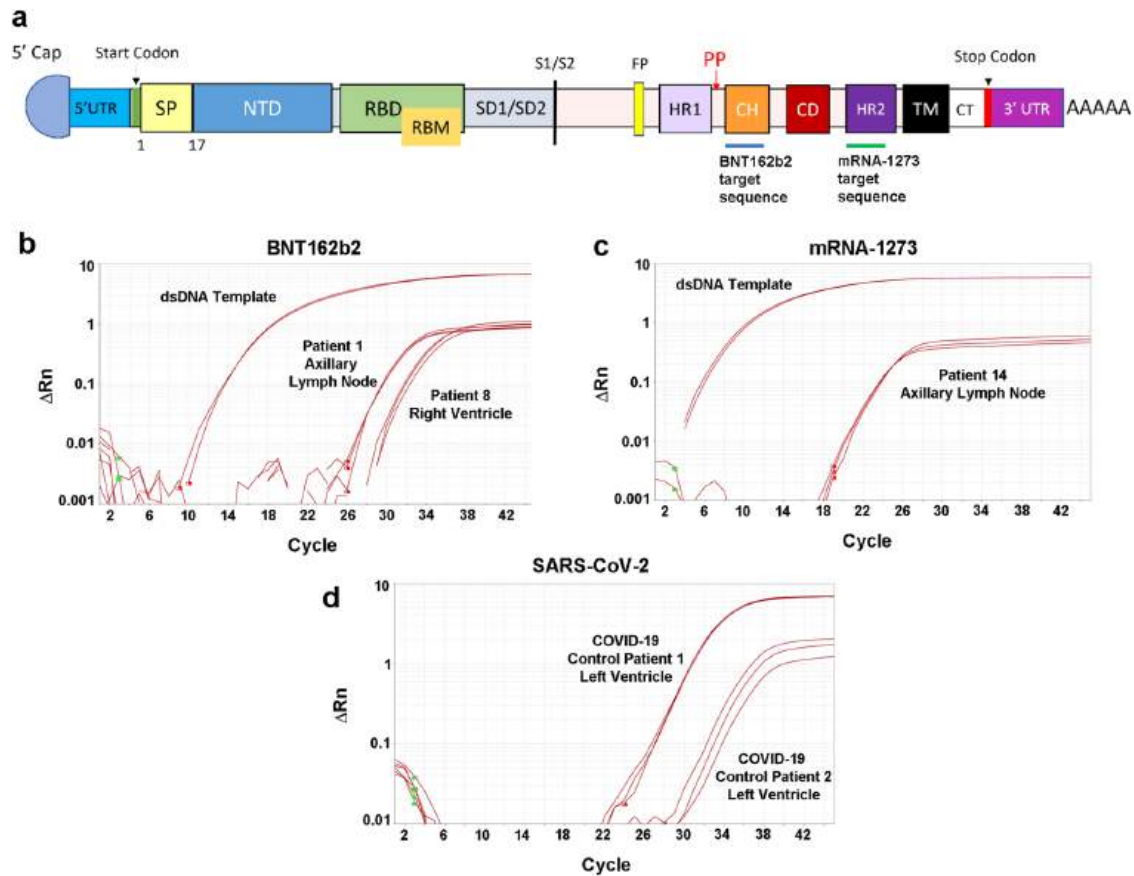 a
5' Cap
Start Codon
S1/S2
FP
PP
Stop Codon
5'UTR
SP
NTD
RBD
RBM
SD1/SD2
HR1
CH
CD
HR2
TM
CT
3' UTR
AAAAA
1
17
BNT162b2
target
sequence
mRNA-1273
target
sequence
b
BNT162b2
10
1
0.1
0.01
0.001
ΔRn
dsDNA Template
Patient 1
Axillary
Lymph Node
Patient 8
Right Ventricle
2 6 10 14 18 22 26 30 34 38 42
Cycle
c
mRNA-1273
10
1
0.1
0.01
0.001
ΔRn
dsDNA Template
Patient 14
Axillary Lymph Node
2 6 10 14 18 22 26 30 34 38 42
Cycle
d
SARS-CoV-2
10
1
0.1
0.01
ΔRn
COVID-19
Control Patient 1
Left Ventricle
COVID-19
Control Patient 2
Left Ventricle
2 6 10 14 18 22 26 30 34 38 42
Cycle